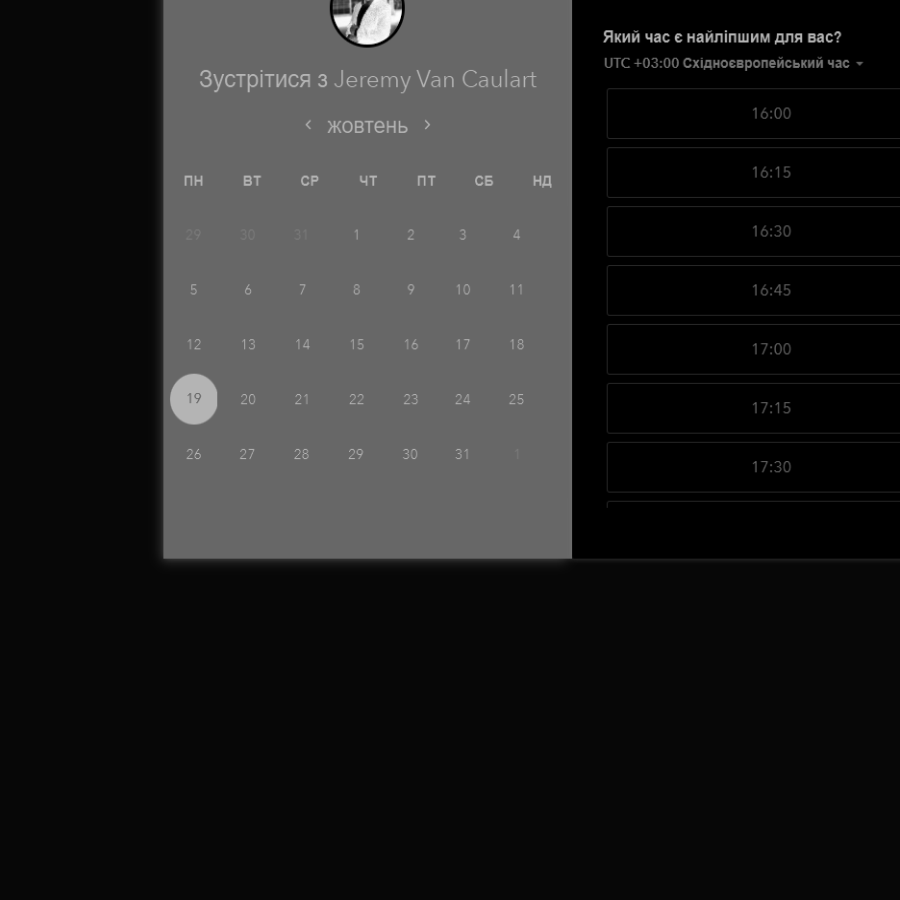 Зустрітися з Jeremy Van Caulart
жовтень
ПН ВТ СР ЧТ ПТ СБ НД
29 30 31 1 2 3 4
5 6 7 8 9 10 11
12 13 14 15 16 17 18
19 20 21 22 23 24 25
26 27 28 29 30 31 1
Який час є найліпшим для вас?
UTC +03:00 Східноєвропейський час
16:00
16:15
16:30
16:45
17:00
17:15
17:30